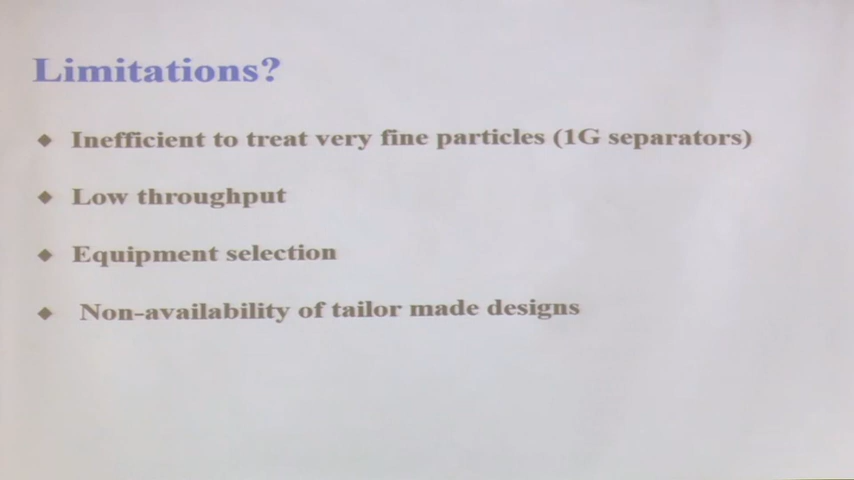 Limitations?
Inefficient to treat very fine particles (1G separators)
Low throughput
Equipment selection
Non-availability of tailor made designs